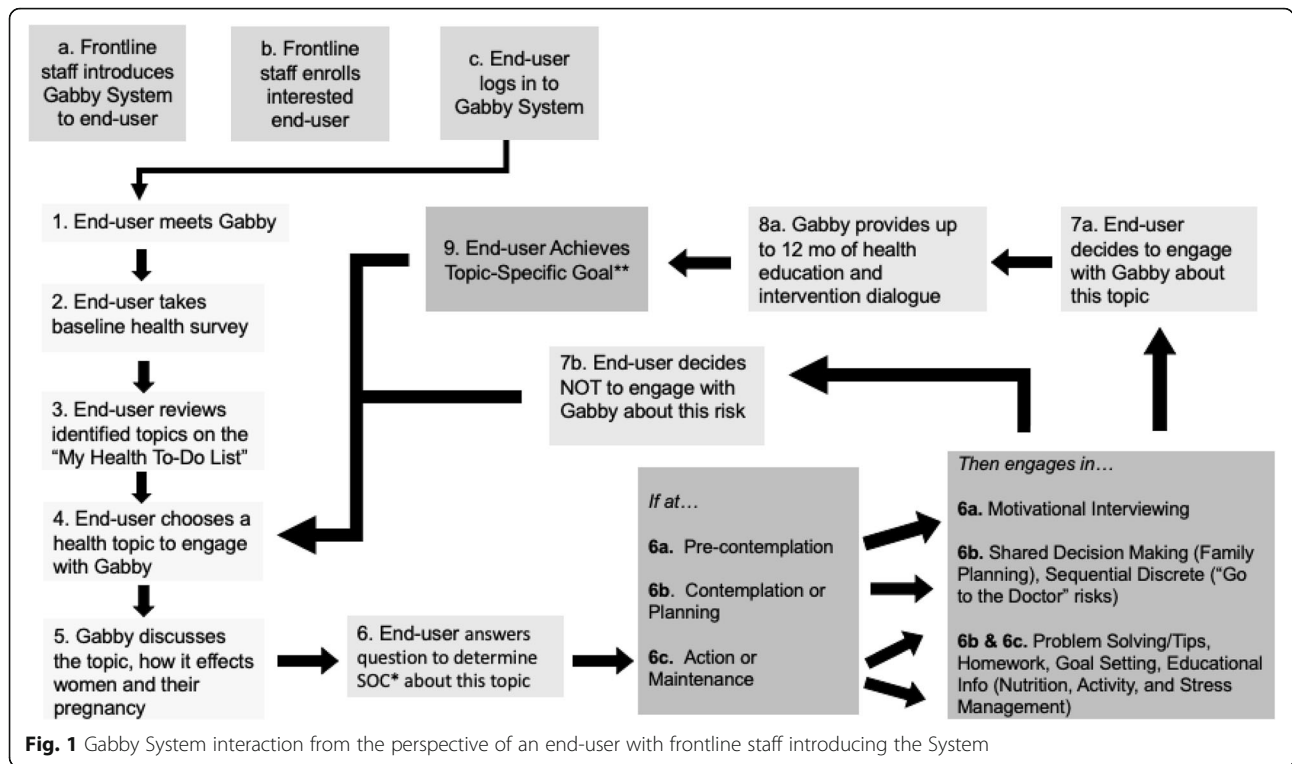 a. Frontline
staff introduces
Gabby System
to end-user
b. Frontline
staff enrolls
interested
end-user
c. End-user
logs in to
Gabby System
1. End-user meets Gabby
2. End-user takes
baseline health survey
3. End-user reviews
identified topics on the
“My Health To-Do List”
4. End-user chooses a
health topic to engage
with Gabby
5. Gabby discusses
the topic, how it effects
women and their
pregnancy
6. End-user answers
question to determine
SOC* about this topic
If at…
6a. Pre-contemplation
6b. Contemplation or
Planning
6c. Action or
Maintenance
Then engages in…
6a. Motivational Interviewing
6b. Shared Decision Making (Family
Planning), Sequential Discrete (“Go
to the Doctor” risks)
6b & 6c. Problem Solving/Tips,
Homework, Goal Setting, Educational
Info (Nutrition, Activity, and Stress
Management)
7a. End-user
decides to engage
with Gabby about
this topic
7b. End-user decides
NOT to engage with
Gabby about this risk
8a. Gabby provides up
to 12 mo of health
education and
intervention dialogue
9. End-user Achieves
Topic-Specific Goal**
Fig. 1 Gabby System interaction from the perspective of an end-user with frontline staff introducing the System